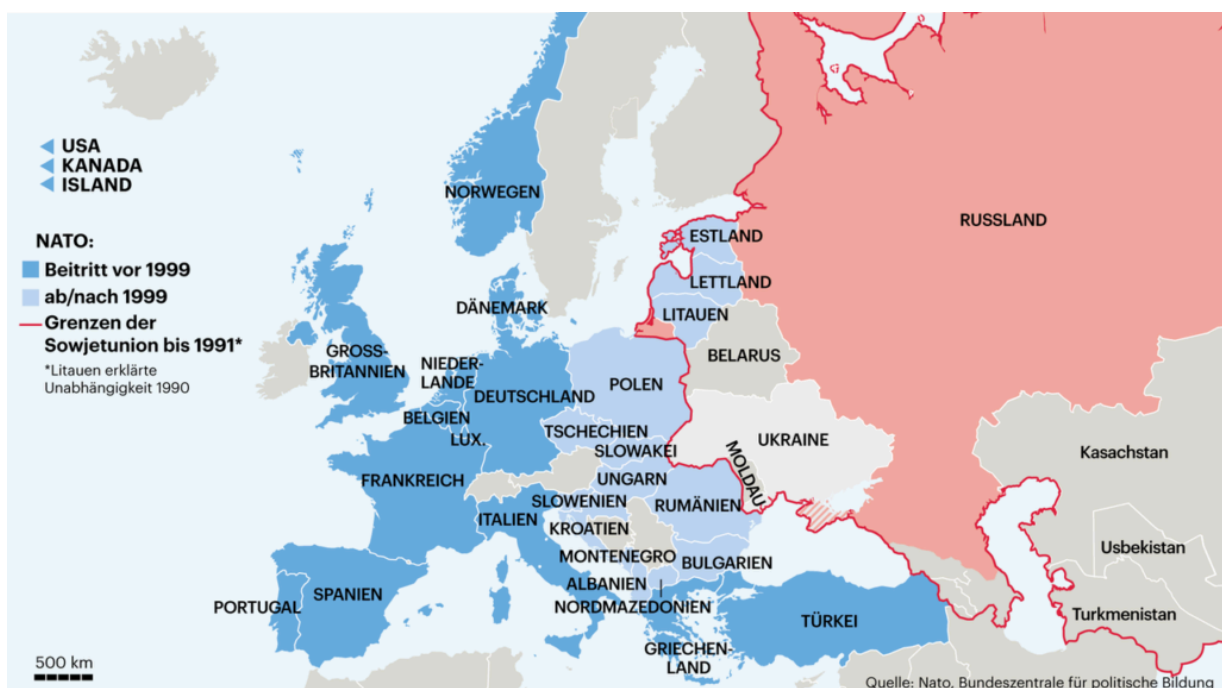 USA
KANADA
ISLAND
NATO:
Beitritt vor 1999
ab/nach 1999
Grenzen der
Sowjetunion bis 1991*
*Litauen erklärte
Unabhängigkeit 1990
NORWEGEN
ESTLAND
RUSSLAND
LETTLAND
DÄNEMARK
LITAUEN
BELARUS
GROSS-
BRITANNIEN
NIEDER-
LANDE
POLEN
DEUTSCHLAND
BELGIEN
LUX.
TSCHECHIEN
SLOWAKEI
UKRAINE
MOLDAU
Kasachstan
FRANKREICH
UNGARN
SLOWENIEN
RUMÄNIEN
ITALIEN
KROATIEN
MONTENEGRO
BULGARIEN
Usbekistan
ALBANIEN
NORDMAZEDONIEN
PORTUGAL
SPANIEN
TÜRKEI
Turkmenistan
GRIECHEN-
LAND
500 km
Quelle: Nato, Bundeszentrale für politische Bildung